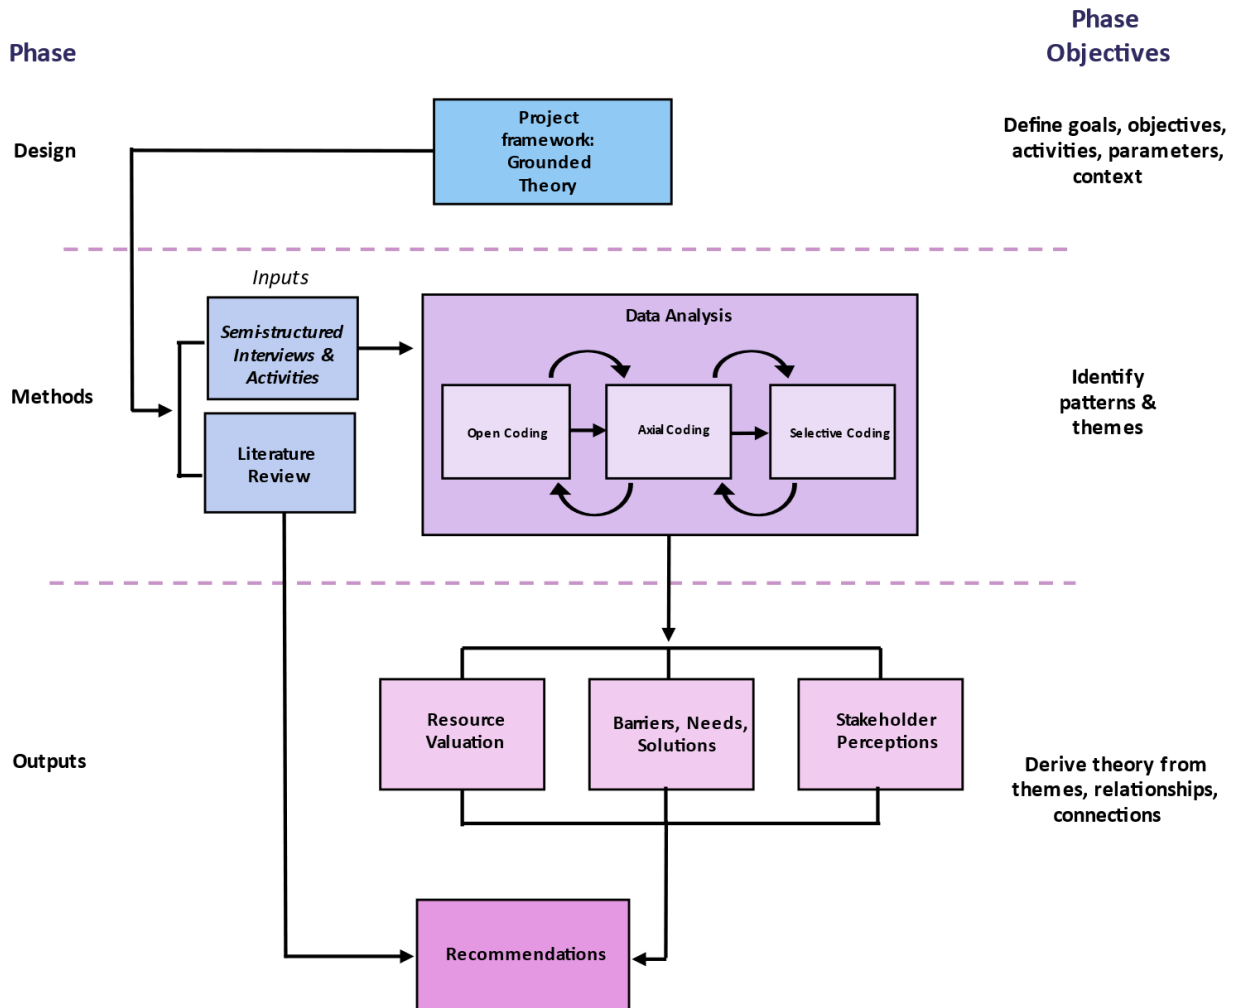 Phase
Phase
Objectives
Design
Project
framework:
Grounded
Theory
Define goals, objectives,
activities, parameters,
context
Inputs
Methods
Semi-structured
Interviews &
Activities
Literature
Review
Data Analysis
Open Coding
Axial Coding
Selective Coding
Identify
patterns &
themes
Outputs
Resource
Valuation
Barriers, Needs,
Solutions
Stakeholder
Perceptions
Derive theory from
themes, relationships,
connections
Recommendations